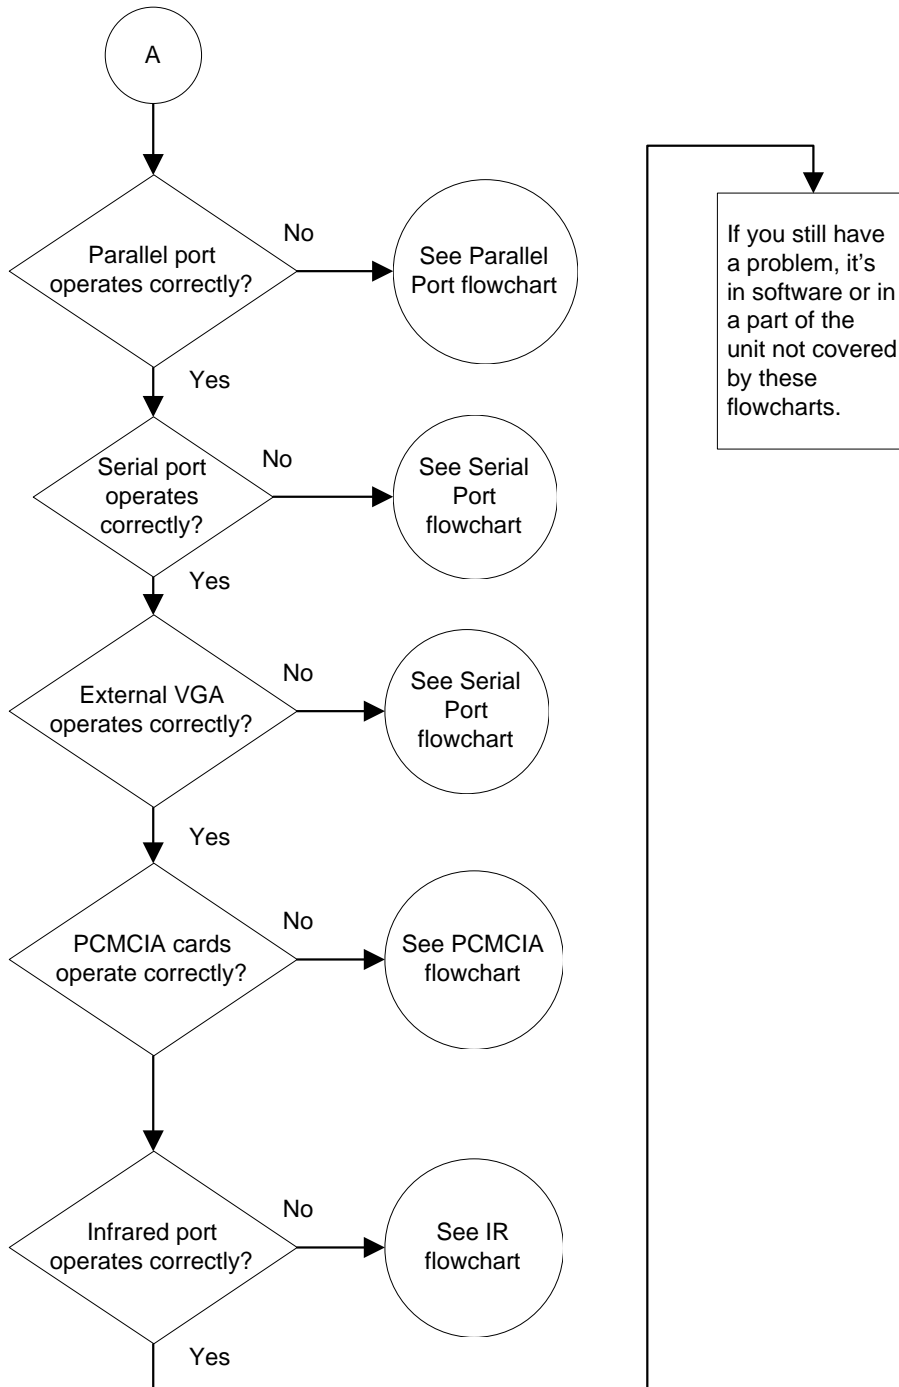 A
Parallel port
operates correctly?
No
See Parallel
Port flowchart
Yes
Serial port
operates
correctly?
No
See Serial
Port
flowchart
Yes
External VGA
operates correctly?
No
See Serial
Port
flowchart
Yes
PCMCIA cards
operate correctly?
No
See PCMCIA
flowchart
Infrared port
operates correctly?
No
See IR
flowchart
Yes
If you still have
a problem, it's
in software or in
a part of the
unit not covered
by these
flowcharts.